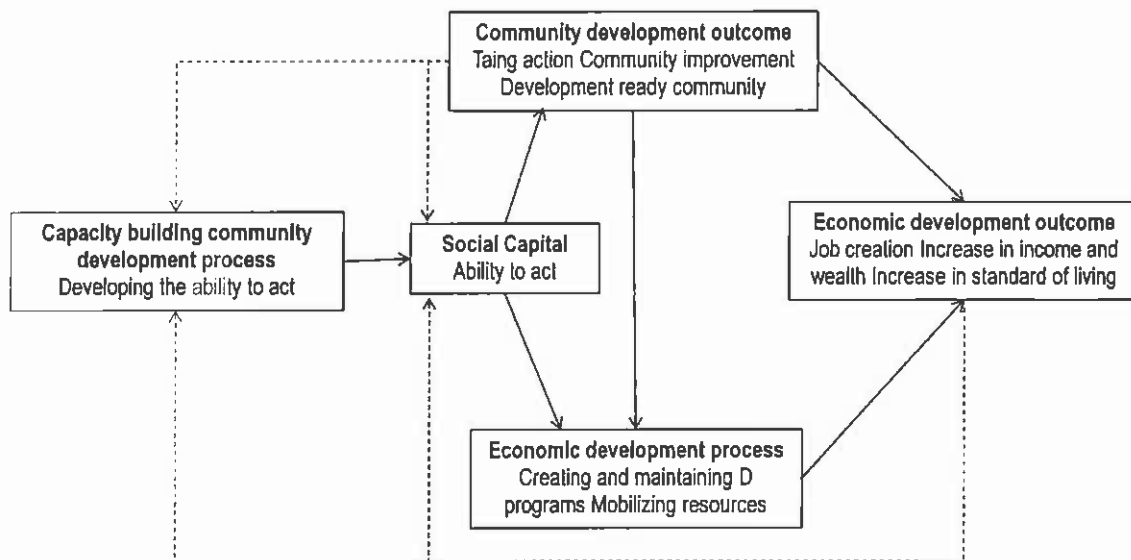 Community development outcome
Taing action Community improvement
Development ready community
Capacity building community
development process
Developing the ability to act
Social Capital
Ability to act
Economic development outcome
Job creation Increase in income and
wealth Increase in standard of living
Economic development process
Creating and maintaining D
programs Mobilizing resources